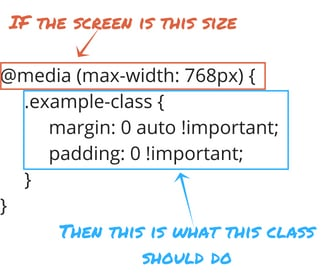 IF THE SCREEN IS THIS SIZE
@media (max-width: 768px) {
.example-class {
margin: 0 auto !important;
padding: 0 !important;
}
}
THEN THIS IS WHAT THIS CLASS
SHOULD DO